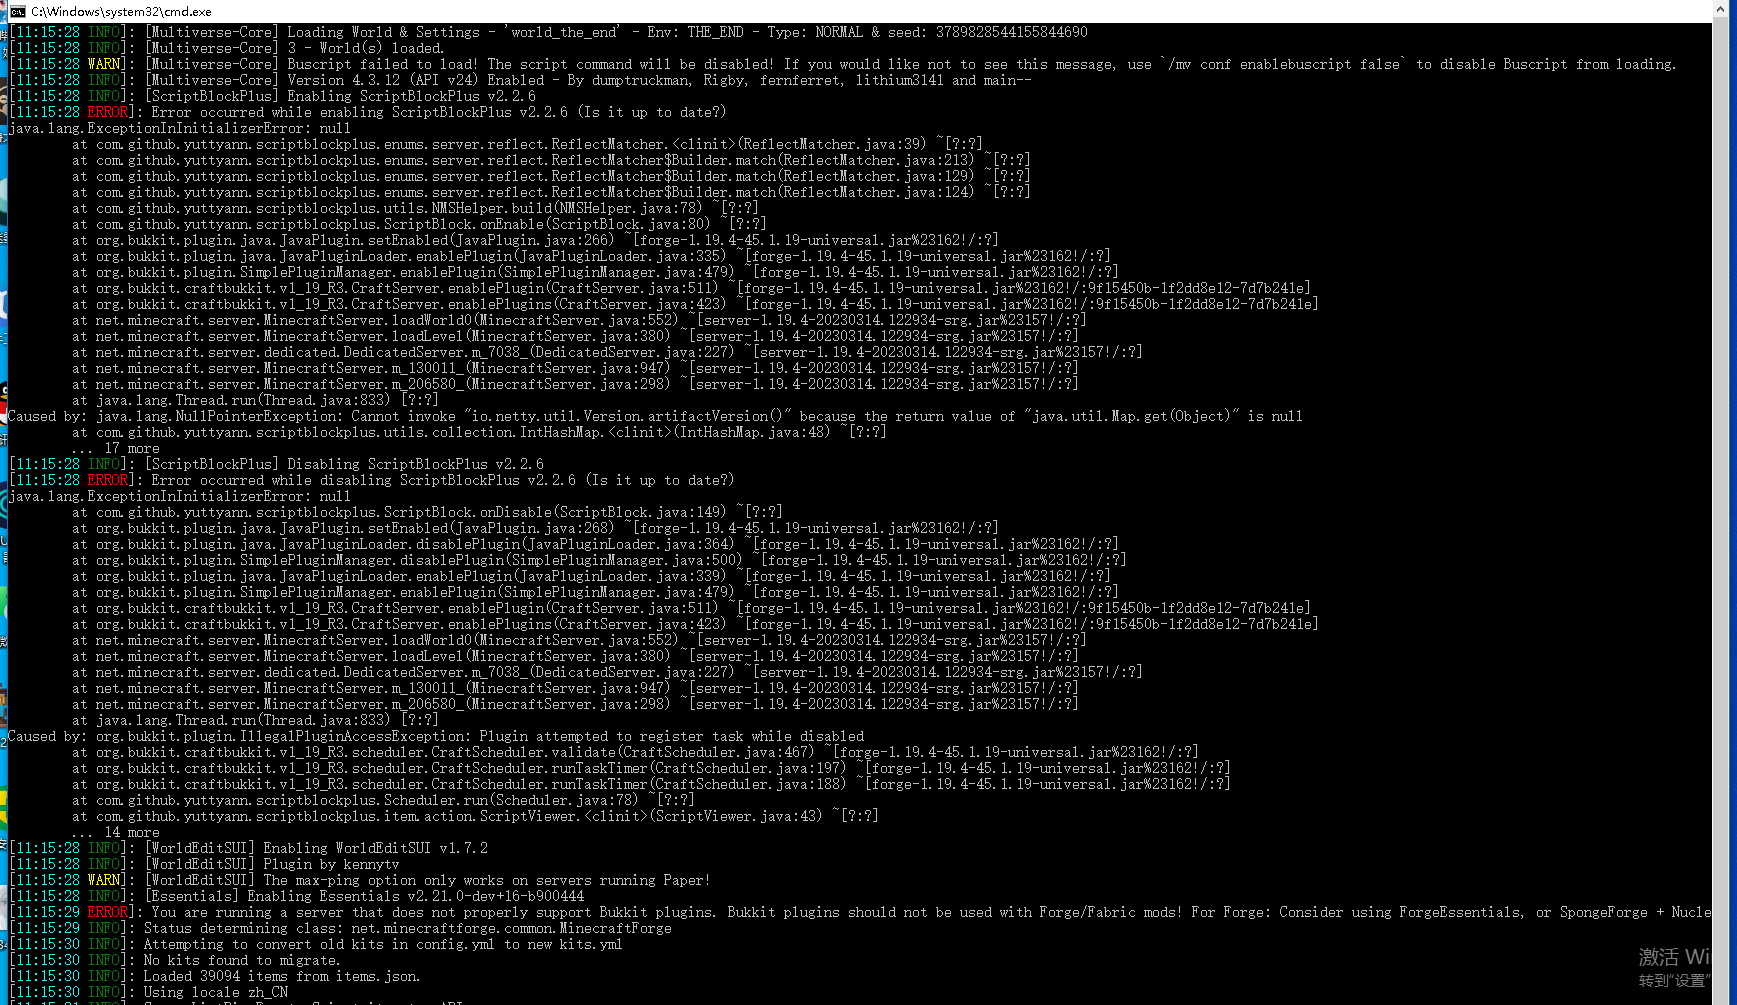 C:\Windows\system32\cmd.exe
[11:15:28 INFO]: [Multiverse-Core] Loading World & Settings - 'world_the_end' - Env: THE_END - Type: NORMAL & seed: 3789828544155844690
[11:15:28 INFO]: [Multiverse-Core] 3 - World(s) loaded.
[11:15:28 WARN]: [Multiverse-Core] Buscript failed to load! The script command will be disabled! If you would like not to see this message, use `/mv conf enablebuscript false` to disable Buscript from loading.
[11:15:28 INFO]: [Multiverse-Core] Version 4.3.12 (API v24) Enabled - By dumptruckman, Rigby, fernferret, lithium3141 and main--
[11:15:28 INFO]: [ScriptBlockPlus] Enabling ScriptBlockPlus v2.2.6
[11:15:28 ERROR]: Error occurred while enabling ScriptBlockPlus v2.2.6 (Is it up to date?)
java.lang.ExceptionInInitializerError: null
at com.github.yuttyann.scriptblockplus.enums.server.reflect.ReflectMatcher.<clinit>(ReflectMatcher.java:39) ~[?:?]
at com.github.yuttyann.scriptblockplus.enums.server.reflect.ReflectMatcher$Builder.match(ReflectMatcher.java:213) ~[?:?]
at com.github.yuttyann.scriptblockplus.enums.server.reflect.ReflectMatcher$Builder.match(ReflectMatcher.java:129) ~[?:?]
at com.github.yuttyann.scriptblockplus.enums.server.reflect.ReflectMatcher$Builder.match(ReflectMatcher.java:124) ~[?:?]
at com.github.yuttyann.scriptblockplus.utils.NMSHelper.build(NMSHelper.java:78) ~[?:?]
at com.github.yuttyann.scriptblockplus.ScriptBlock.onEnable(ScriptBlock.java:80) ~[?:?]
at org.bukkit.plugin.java.JavaPlugin.setEnabled(JavaPlugin.java:266) ~[forge-1.19.4-45.1.19-universal.jar%23162!/:?]
at org.bukkit.plugin.java.JavaPluginLoader.enablePlugin(JavaPluginLoader.java:335) ~[forge-1.19.4-45.1.19-universal.jar%23162!/:?]
at org.bukkit.plugin.SimplePluginManager.enablePlugin(SimplePluginManager.java:479) ~[forge-1.19.4-45.1.19-universal.jar%23162!/:?]
at org.bukkit.craftbukkit.v1_19_R3.CraftServer.enablePlugin(CraftServer.java:511) ~[forge-1.19.4-45.1.19-universal.jar%23162!/:9f15450b-1f2dd8e12-7d7b241e]
at org.bukkit.craftbukkit.v1_19_R3.CraftServer.enablePlugins(CraftServer.java:423) ~[forge-1.19.4-45.1.19-universal.jar%23162!/:9f15450b-1f2dd8e12-7d7b241e]
at net.minecraft.server.MinecraftServer.loadWorld0(MinecraftServer.java:552) ~[server-1.19.4-20230314.122934-srg.jar%23157!/:?]
at net.minecraft.server.MinecraftServer.loadLevel(MinecraftServer.java:380) ~[server-1.19.4-20230314.122934-srg.jar%23157!/:?]
at net.minecraft.server.dedicated.DedicatedServer.m_7038_(DedicatedServer.java:227) ~[server-1.19.4-20230314.122934-srg.jar%23157!/:?]
at net.minecraft.server.MinecraftServer.m_130011_(MinecraftServer.java:947) ~[server-1.19.4-20230314.122934-srg.jar%23157!/:?]
at net.minecraft.server.MinecraftServer.m_206580_(MinecraftServer.java:298) ~[server-1.19.4-20230314.122934-srg.jar%23157!/:?]
at java.lang.Thread.run(Thread.java:833) [?:?]
Caused by: java.lang.NullPointerException: Cannot invoke "io.netty.util.Version.artifactVersion()" because the return value of "java.util.Map.get(Object)" is null
at com.github.yuttyann.scriptblockplus.utils.collection.IntHashMap.<clinit>(IntHashMap.java:48) ~[?:?]
... 17 more
[11:15:28 INFO]: [ScriptBlockPlus] Disabling ScriptBlockPlus v2.2.6
[11:15:28 ERROR]: Error occurred while disabling ScriptBlockPlus v2.2.6 (Is it up to date?)
java.lang.ExceptionInInitializerError: null
at com.github.yuttyann.scriptblockplus.ScriptBlock.onDisable(ScriptBlock.java:149) ~[?:?]
at org.bukkit.plugin.java.JavaPlugin.setEnabled(JavaPlugin.java:268) ~[forge-1.19.4-45.1.19-universal.jar%23162!/:?]
at org.bukkit.plugin.java.JavaPluginLoader.disablePlugin(JavaPluginLoader.java:364) ~[forge-1.19.4-45.1.19-universal.jar%23162!/:?]
at org.bukkit.plugin.SimplePluginManager.disablePlugin(SimplePluginManager.java:500) ~[forge-1.19.4-45.1.19-universal.jar%23162!/:?]
at org.bukkit.plugin.java.JavaPluginLoader.enablePlugin(JavaPluginLoader.java:339) ~[forge-1.19.4-45.1.19-universal.jar%23162!/:?]
at org.bukkit.plugin.SimplePluginManager.enablePlugin(SimplePluginManager.java:479) ~[forge-1.19.4-45.1.19-universal.jar%23162!/:?]
at org.bukkit.craftbukkit.v1_19_R3.CraftServer.enablePlugin(CraftServer.java:511) ~[forge-1.19.4-45.1.19-universal.jar%23162!/:9f15450b-1f2dd8e12-7d7b241e]
at org.bukkit.craftbukkit.v1_19_R3.CraftServer.enablePlugins(CraftServer.java:423) ~[forge-1.19.4-45.1.19-universal.jar%23162!/:9f15450b-1f2dd8e12-7d7b241e]
at net.minecraft.server.MinecraftServer.loadWorld0(MinecraftServer.java:552) ~[server-1.19.4-20230314.122934-srg.jar%23157!/:?]
at net.minecraft.server.MinecraftServer.loadLevel(MinecraftServer.java:380) ~[server-1.19.4-20230314.122934-srg.jar%23157!/:?]
at net.minecraft.server.dedicated.DedicatedServer.m_7038_(DedicatedServer.java:227) ~[server-1.19.4-20230314.122934-srg.jar%23157!/:?]
at net.minecraft.server.MinecraftServer.m_130011_(MinecraftServer.java:947) ~[server-1.19.4-20230314.122934-srg.jar%23157!/:?]
at net.minecraft.server.MinecraftServer.m_206580_(MinecraftServer.java:298) ~[server-1.19.4-20230314.122934-srg.jar%23157!/:?]
at java.lang.Thread.run(Thread.java:833) [?:?]
Caused by: org.bukkit.plugin.IllegalPluginAccessException: Plugin attempted to register task while disabled
at org.bukkit.craftbukkit.v1_19_R3.scheduler.CraftScheduler.validate(CraftScheduler.java:467) ~[forge-1.19.4-45.1.19-universal.jar%23162!/:?]
at org.bukkit.craftbukkit.v1_19_R3.scheduler.CraftScheduler.runTaskTimer(CraftScheduler.java:197) ~[forge-1.19.4-45.1.19-universal.jar%23162!/:?]
at org.bukkit.craftbukkit.v1_19_R3.scheduler.CraftScheduler.runTaskTimer(CraftScheduler.java:188) ~[forge-1.19.4-45.1.19-universal.jar%23162!/:?]
at com.github.yuttyann.scriptblockplus.Scheduler.run(Scheduler.java:78) ~[?:?]
at com.github.yuttyann.scriptblockplus.item.action.ScriptViewer.<clinit>(ScriptViewer.java:43) ~[?:?]
... 14 more
[11:15:28 INFO]: [WorldEditSUI] Enabling WorldEditSUI v1.7.2
[11:15:28 INFO]: [WorldEditSUI] Plugin by kennytv
[11:15:28 WARN]: [WorldEditSUI] The max-ping option only works on servers running Paper!
[11:15:28 INFO]: [Essentials] Enabling Essentials v2.21.0-dev+16-b900444
[11:15:29 ERROR]: You are running a server that does not properly support Bukkit plugins. Bukkit plugins should not be used with Forge/Fabric mods! For Forge: Consider using ForgeEssentials, or SpongeForge + Nucle
[11:15:29 INFO]: Status determining class: net.minecraftforge.common.MinecraftForge
[11:15:30 INFO]: Attempting to convert old kits in config.yml to new kits.yml
[11:15:30 INFO]: No kits found to migrate.
[11:15:30 INFO]: Loaded 39094 items from items.json.
[11:15:30 INFO]: Using locale zh_CN
激活 Wi
转到"设置"